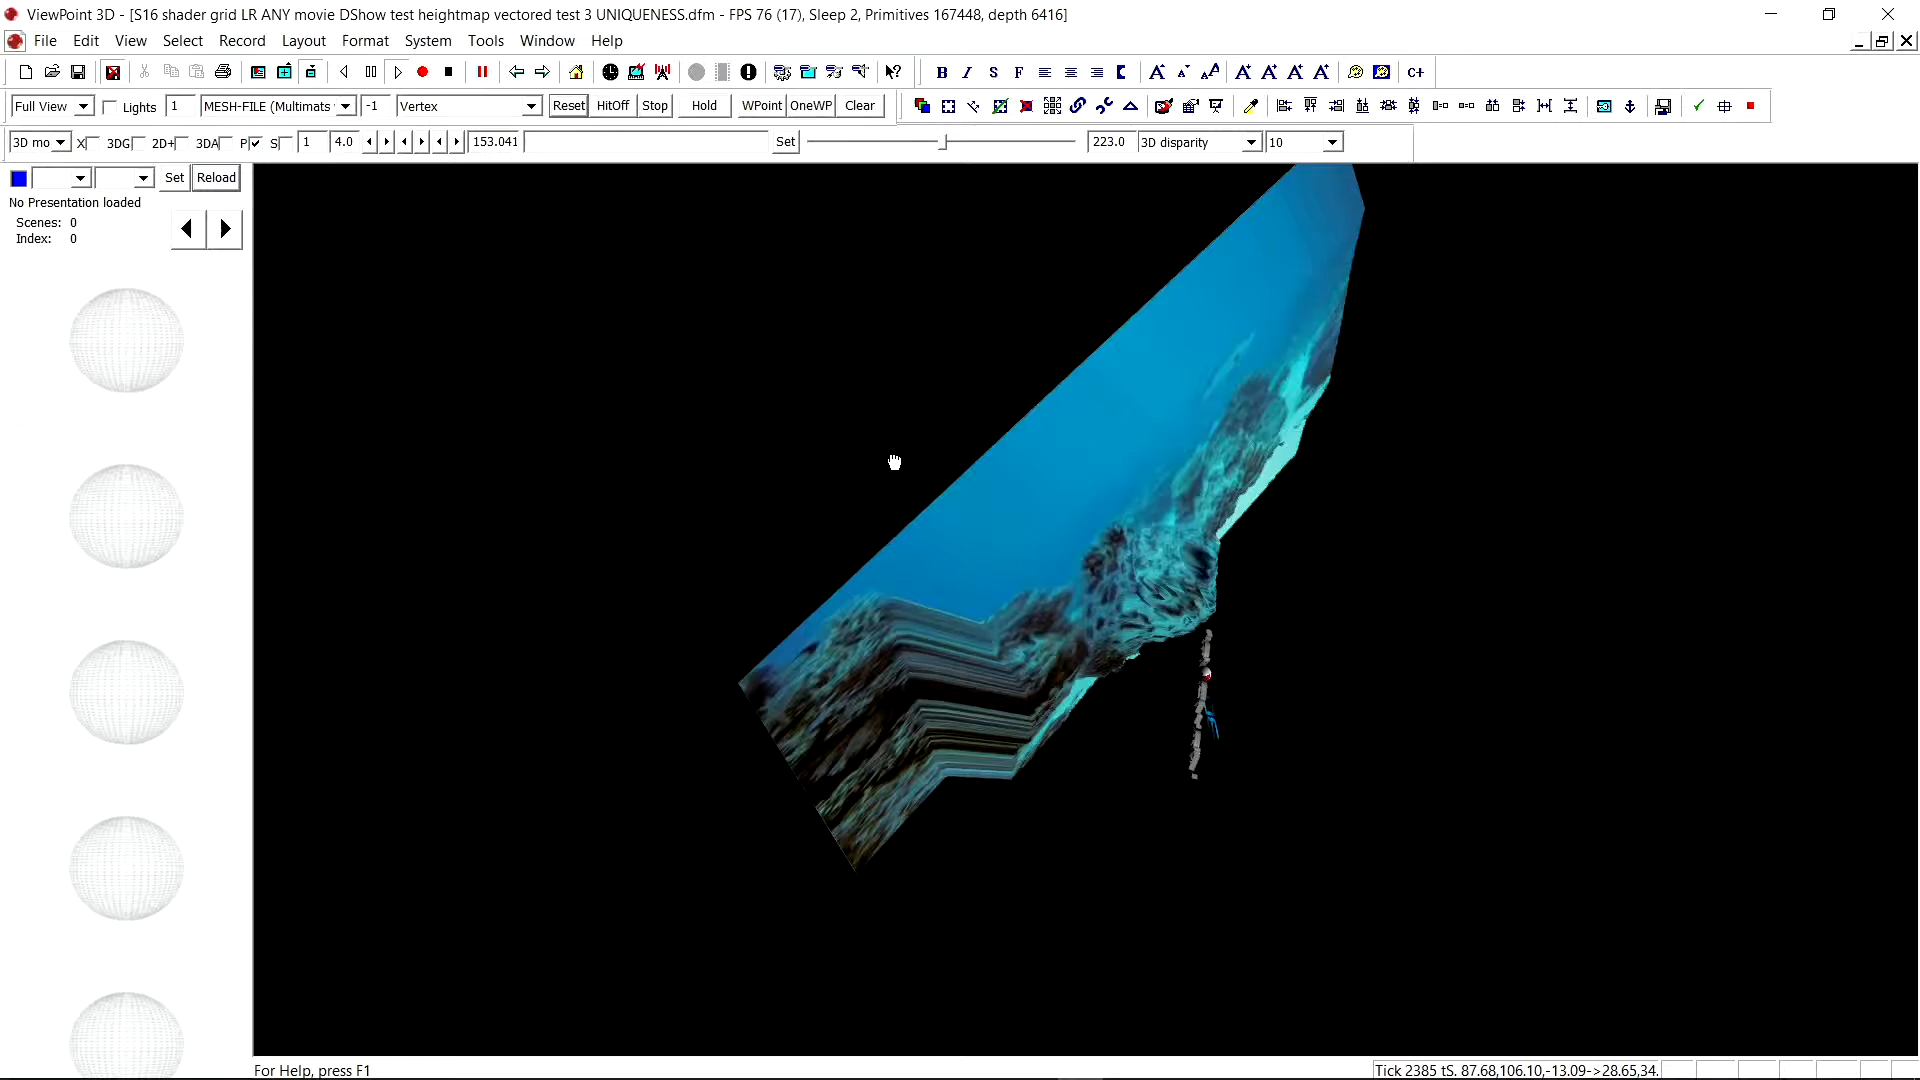 ViewPoint 3D - [S16 shader grid LR ANY movie DShow test heightmap vectored test 3 UNIQUENESS.dfm - FPS 76 (17), Sleep 2, Primitives 167448, depth 6416]
File Edit View Select Record Layout Format System Tools Window Help
B I S F C+
Full View Lights 1 MESH-FILE (Multimats -1 Vertex Reset HitOff Stop Hold WPoint OneWP Clear
3D mo X 3DG 2D+ 3DA P S 1 4.0 153.041 Set 223.0 3D disparity 10
Set Reload
No Presentation loaded
Scenes: 0
Index: 0
For Help, press F1
Tick 2385 tS. 87.68,106.10,-13.09->28.65,34.